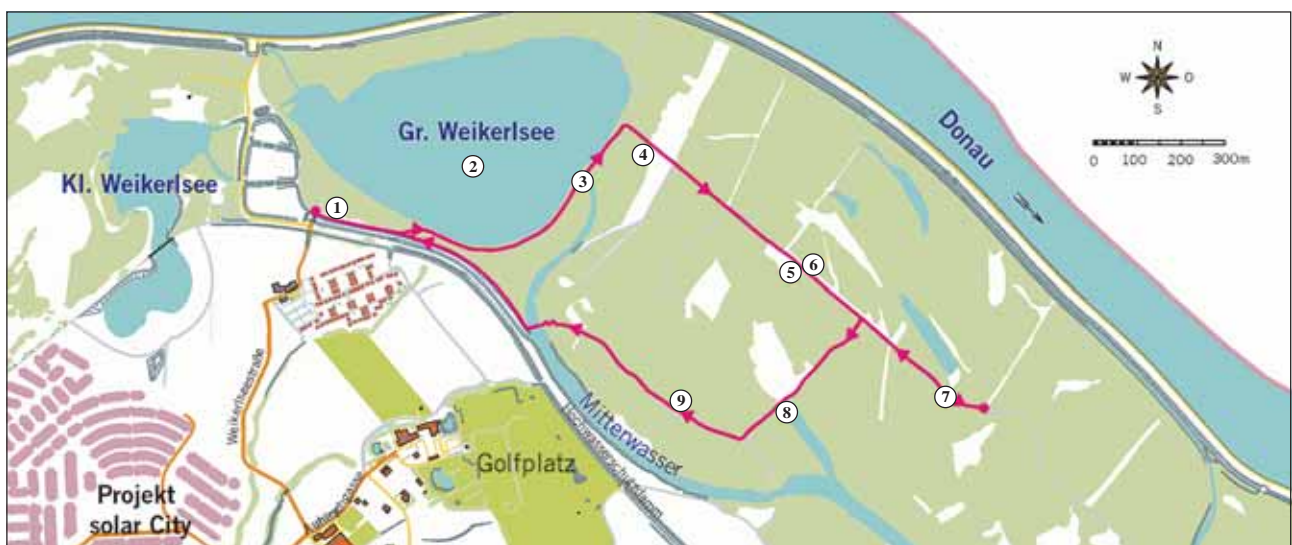 N
W O
S
0 100 200 300m
Donau
Gr. Weikerlsee
Kl. Weikerlsee
1
2
3
4
5
6
7
8
9
Weikerlseestraße
Mitterwasser
Hochwasserschutzdamm
Golfplatz
Projekt
solar City